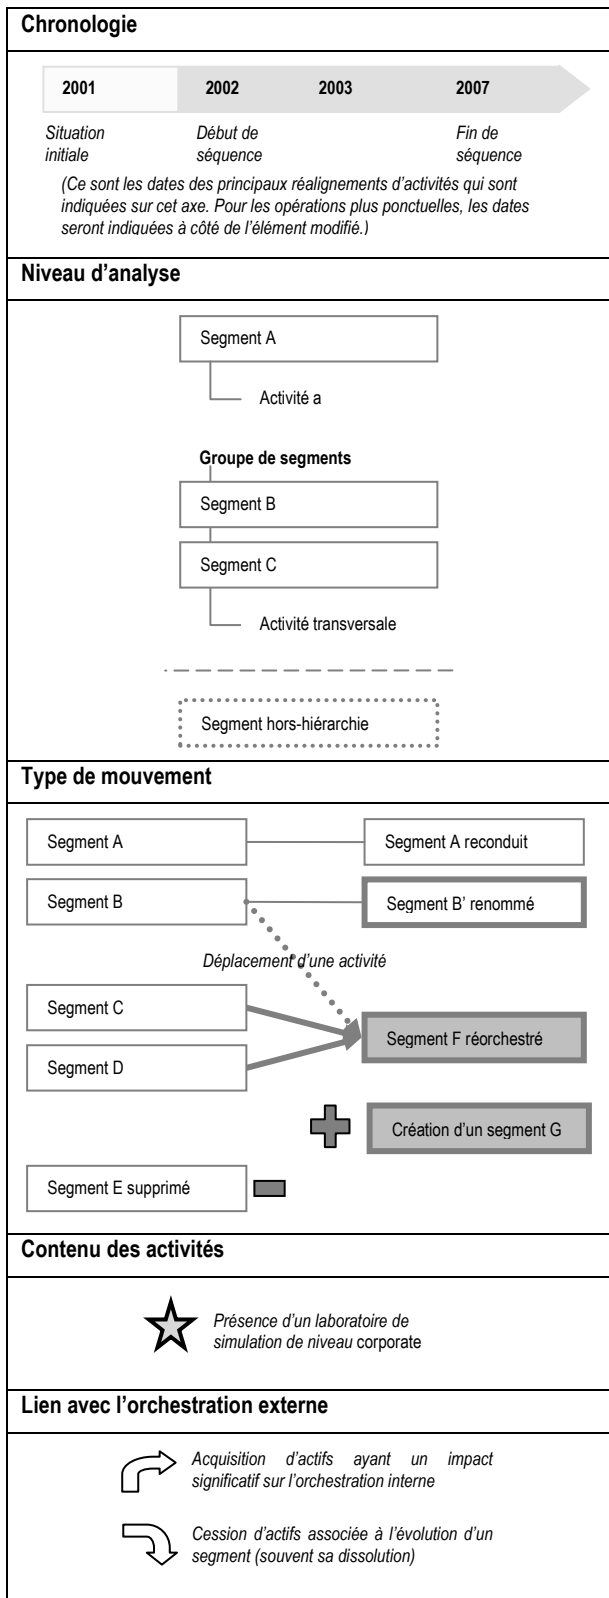 Chronologie
2001 2002 2003 2007
Situation initiale
Début de séquence
Fin de séquence
(Ce sont les dates des principaux réalignements d'activités qui sont
indiquées sur cet axe. Pour les opérations plus ponctuelles, les dates
seront indiquées à côté de l'élément modifié.)
Niveau d'analyse
Segment A
Activité a
Groupe de segments
Segment B
Segment C
Activité transversale
Segment hors-hiérarchie
Type de mouvement
Segment A
Segment A reconduit
Segment B
Segment B' renommé
Déplacement d'une activité
Segment C
Segment F réorchestré
Segment D
Création d'un segment G
Segment E supprimé
Contenu des activités
Présence d'un laboratoire de
simulation de niveau corporate
Lien avec l'orchestration externe
Acquisition d'actifs ayant un impact
significatif sur l'orchestration interne
Cession d'actifs associée à l'évolution d'un
segment (souvent sa dissolution)